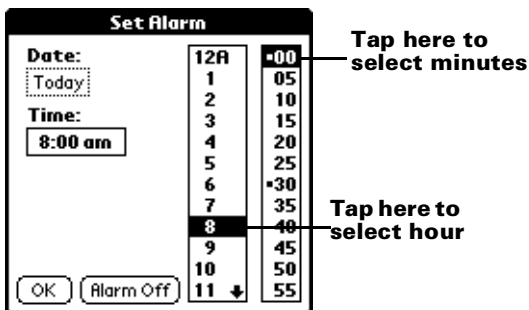 Set Alarm
Date:
Today
Time:
8:00 am
OK
Alarm Off
12A
1
2
3
4
5
6
7
8
9
10
11
00
05
10
15
20
25
30
35
40
45
50
55
Tap here to
select minutes
Tap here to
select hour